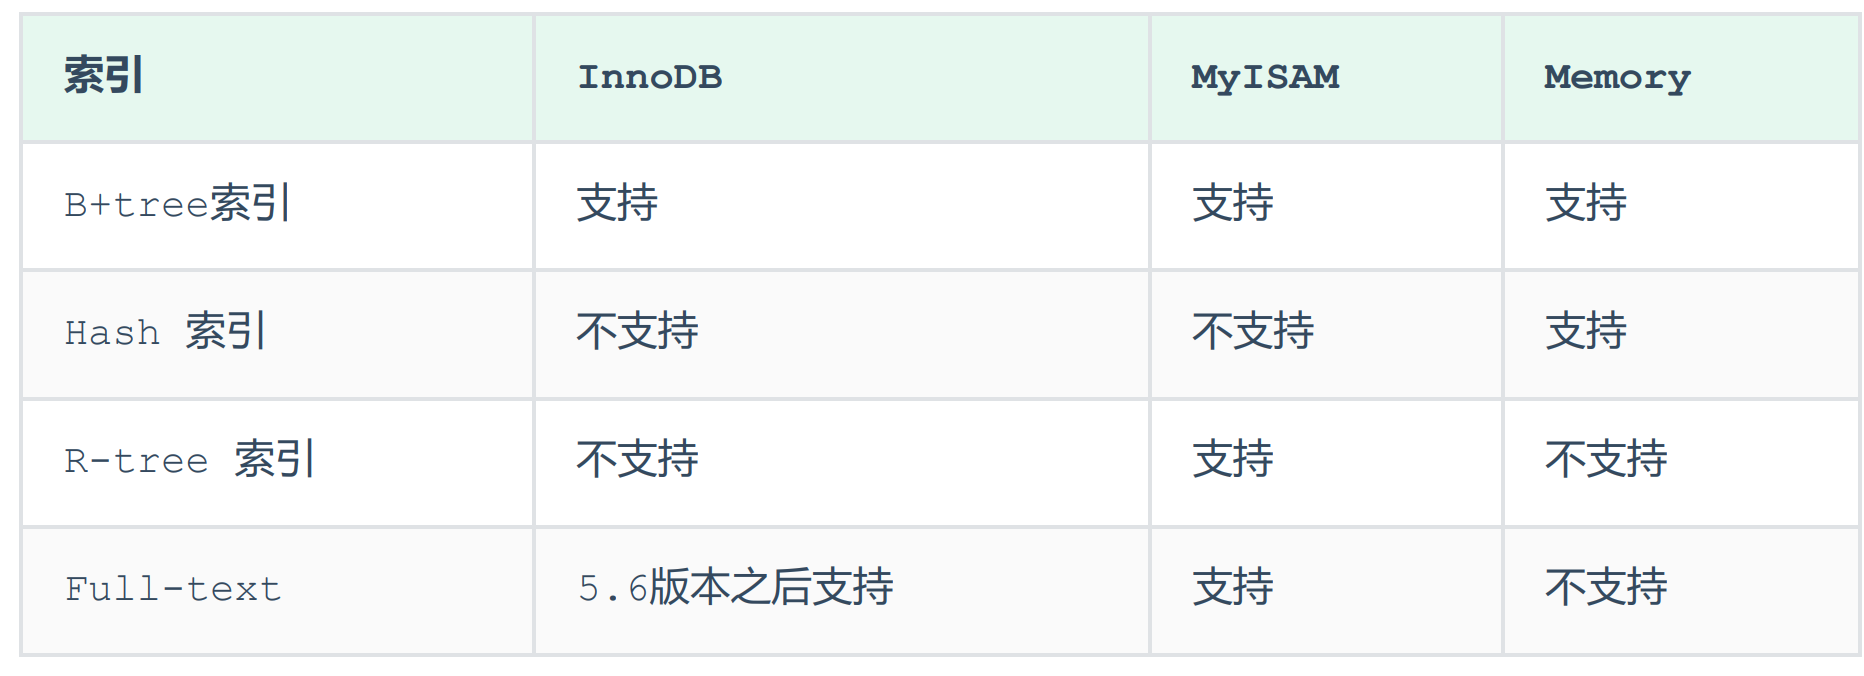 索引 InnoDB MyISAM Memory
B+tree索引 支持 支持 支持
Hash 索引 不支持 不支持 支持
R-tree 索引 不支持 支持 不支持
Full-text 5.6版本之后支持 支持 不支持